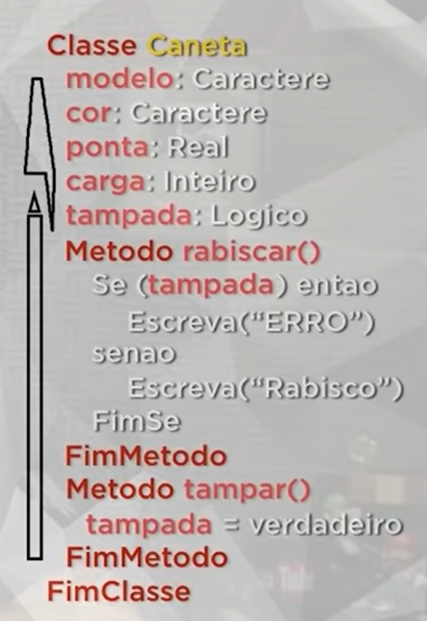 Classe Caneta
modelo: Caractere
cor: Caractere
ponta: Real
carga: Inteiro
tampada: Logico
Metodo rabiscar()
Se (tampada) entao
Escreva(“ERRO”)
senao
Escreva(“Rabisco”)
FimSe
FimMetodo
Metodo tampar()
tampada = verdadeiro
FimMetodo
FimClasse